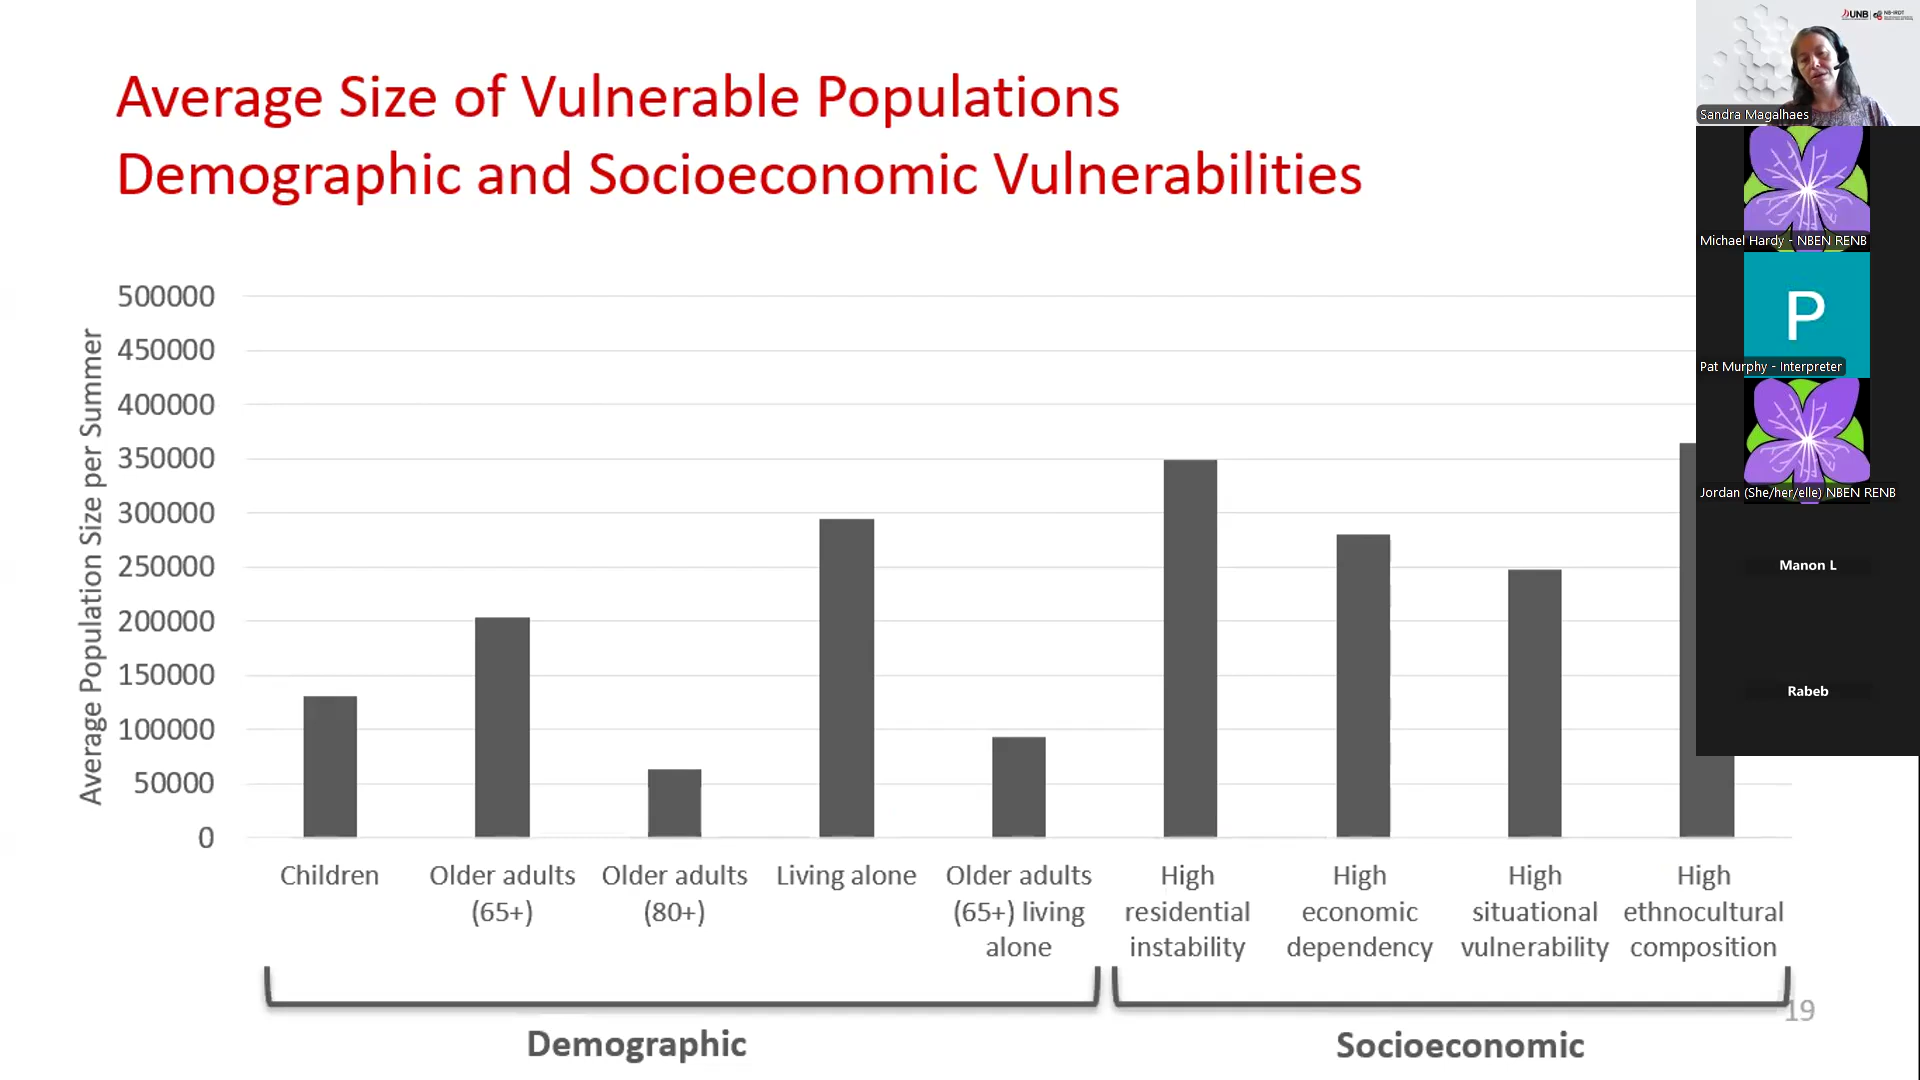 Average Size of Vulnerable Populations
Demographic and Socioeconomic Vulnerabilities
Average Population Size per Summer
500000
450000
400000
350000
300000
250000
200000
150000
100000
50000
0
Children
Older adults
(65+)
Older adults
(80+)
Living alone
Older adults
(65+) living
alone
High
residential
instability
High
economic
dependency
High
situational
vulnerability
High
ethnocultural
composition
Demographic
Socioeconomic
19
UNB
NB-IRDT
Sandra Magalhaes
Michael Hardy - NBEN RENB
P
Pat Murphy - Interpreter
Jordan (She/her/elle) NBEN RENB
Manon L
Rabeb